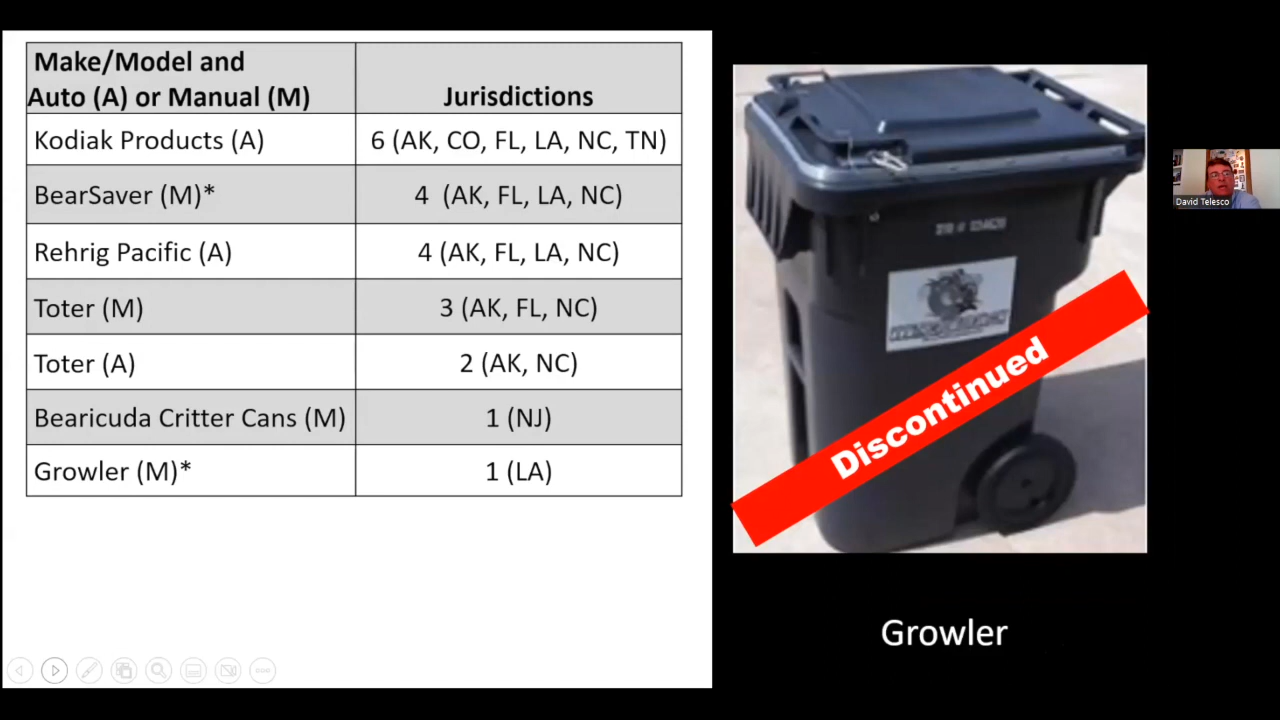 Make/Model and
Auto (A) or Manual (M)
Jurisdictions
Kodiak Products (A)
6 (AK, CO, FL, LA, NC, TN)
BearSaver (M)*
4 (AK, FL, LA, NC)
Rehrig Pacific (A)
4 (AK, FL, LA, NC)
Toter (M)
3 (AK, FL, NC)
Toter (A)
2 (AK, NC)
Bearicuda Critter Cans (M)
1 (NJ)
Growler (M)*
1 (LA)
Discontinued
Growler
David Telesco